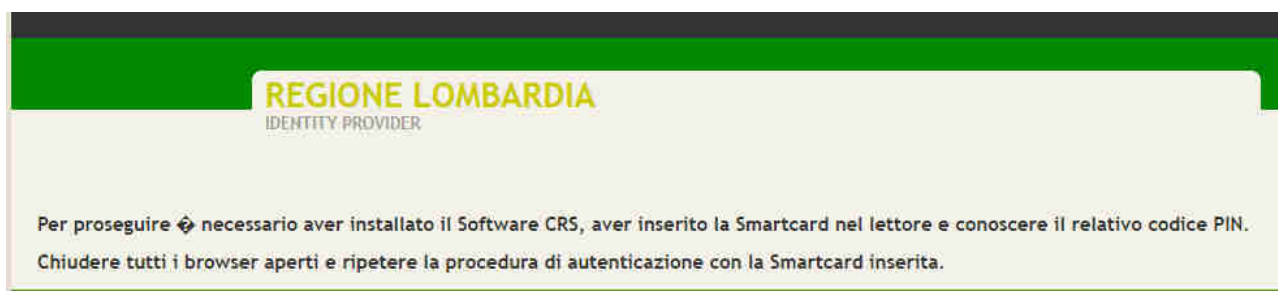 REGIONE LOMBARDIA
IDENTITY PROVIDER
Per proseguire � necessario aver installato il Software CRS, aver inserito la Smartcard nel lettore e conoscere il relativo codice PIN.
Chiudere tutti i browser aperti e ripetere la procedura di autenticazione con la Smartcard inserita.